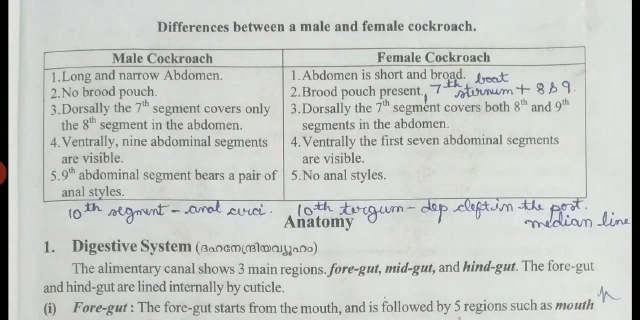 Differences between a male and female cockroach.
Male Cockroach
1.Long and narrow Abdomen.
2.No brood pouch.
3.Dorsally the 7th segment covers only
the 8th segment in the abdomen.
4.Ventrally, nine abdominal segments
are visible.
5.9th abdominal segment bears a pair of
anal styles.
Female Cockroach
1.Abdomen is short and broad.
boat
2.Brood pouch present, 7th sternum + 8 & 9.
3.Dorsally the 7th segment covers both 8th and 9th
segments in the abdomen.
4.Ventrally the first seven abdominal segments
are visible.
5.No anal styles.
10th segment - anal circi.
10th tergum - dep cleft in the post.
median line
Anatomy
1. Digestive System (ദഹനേന്ദ്രിയവ്യൂഹം)
The alimentary canal shows 3 main regions, fore-gut, mid-gut, and hind-gut. The fore-gut
and hind-gut are lined internally by cuticle.
(i) Fore-gut : The fore-gut starts from the mouth, and is followed by 5 regions such as mouth